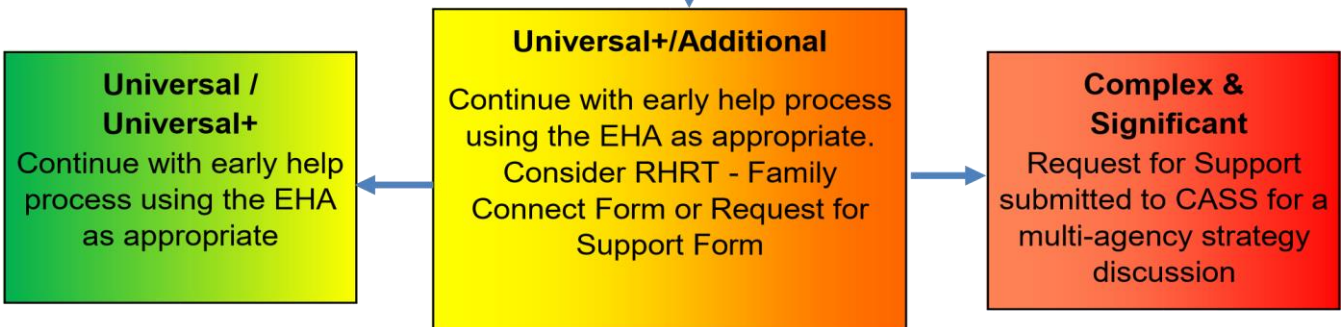 Universal /
Universal+
Continue with early help
process using the EHA
as appropriate
Universal+/Additional
Continue with early help process
using the EHA as appropriate.
Consider RHRT - Family
Connect Form or Request for
Support Form
Complex &
Significant
Request for Support
submitted to CASS for a
multi-agency strategy
discussion